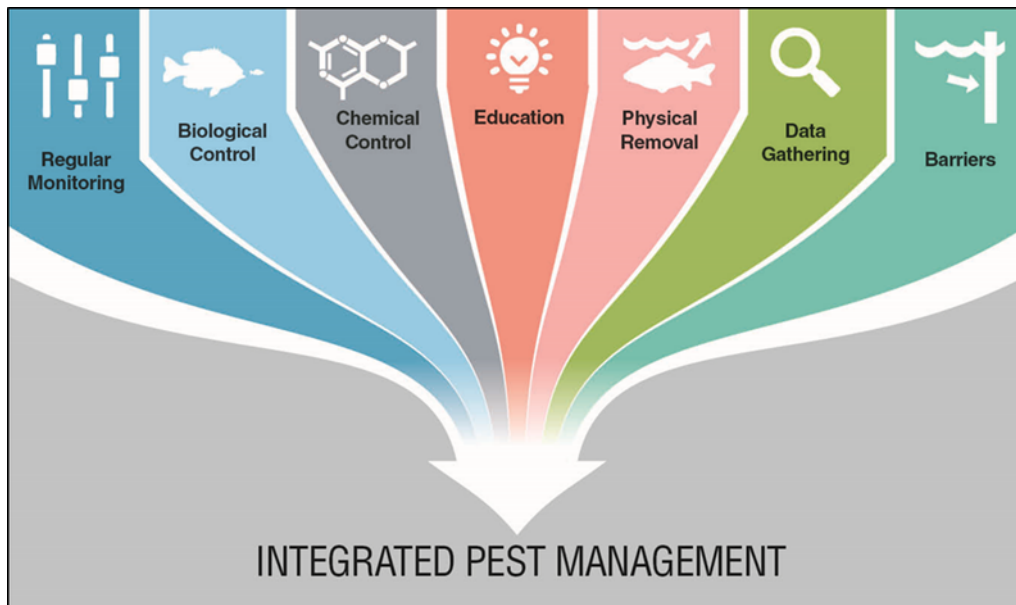 Regular
Monitoring
Biological
Control
Chemical
Control
Education
Physical
Removal
Data
Gathering
Barriers
INTEGRATED PEST MANAGEMENT